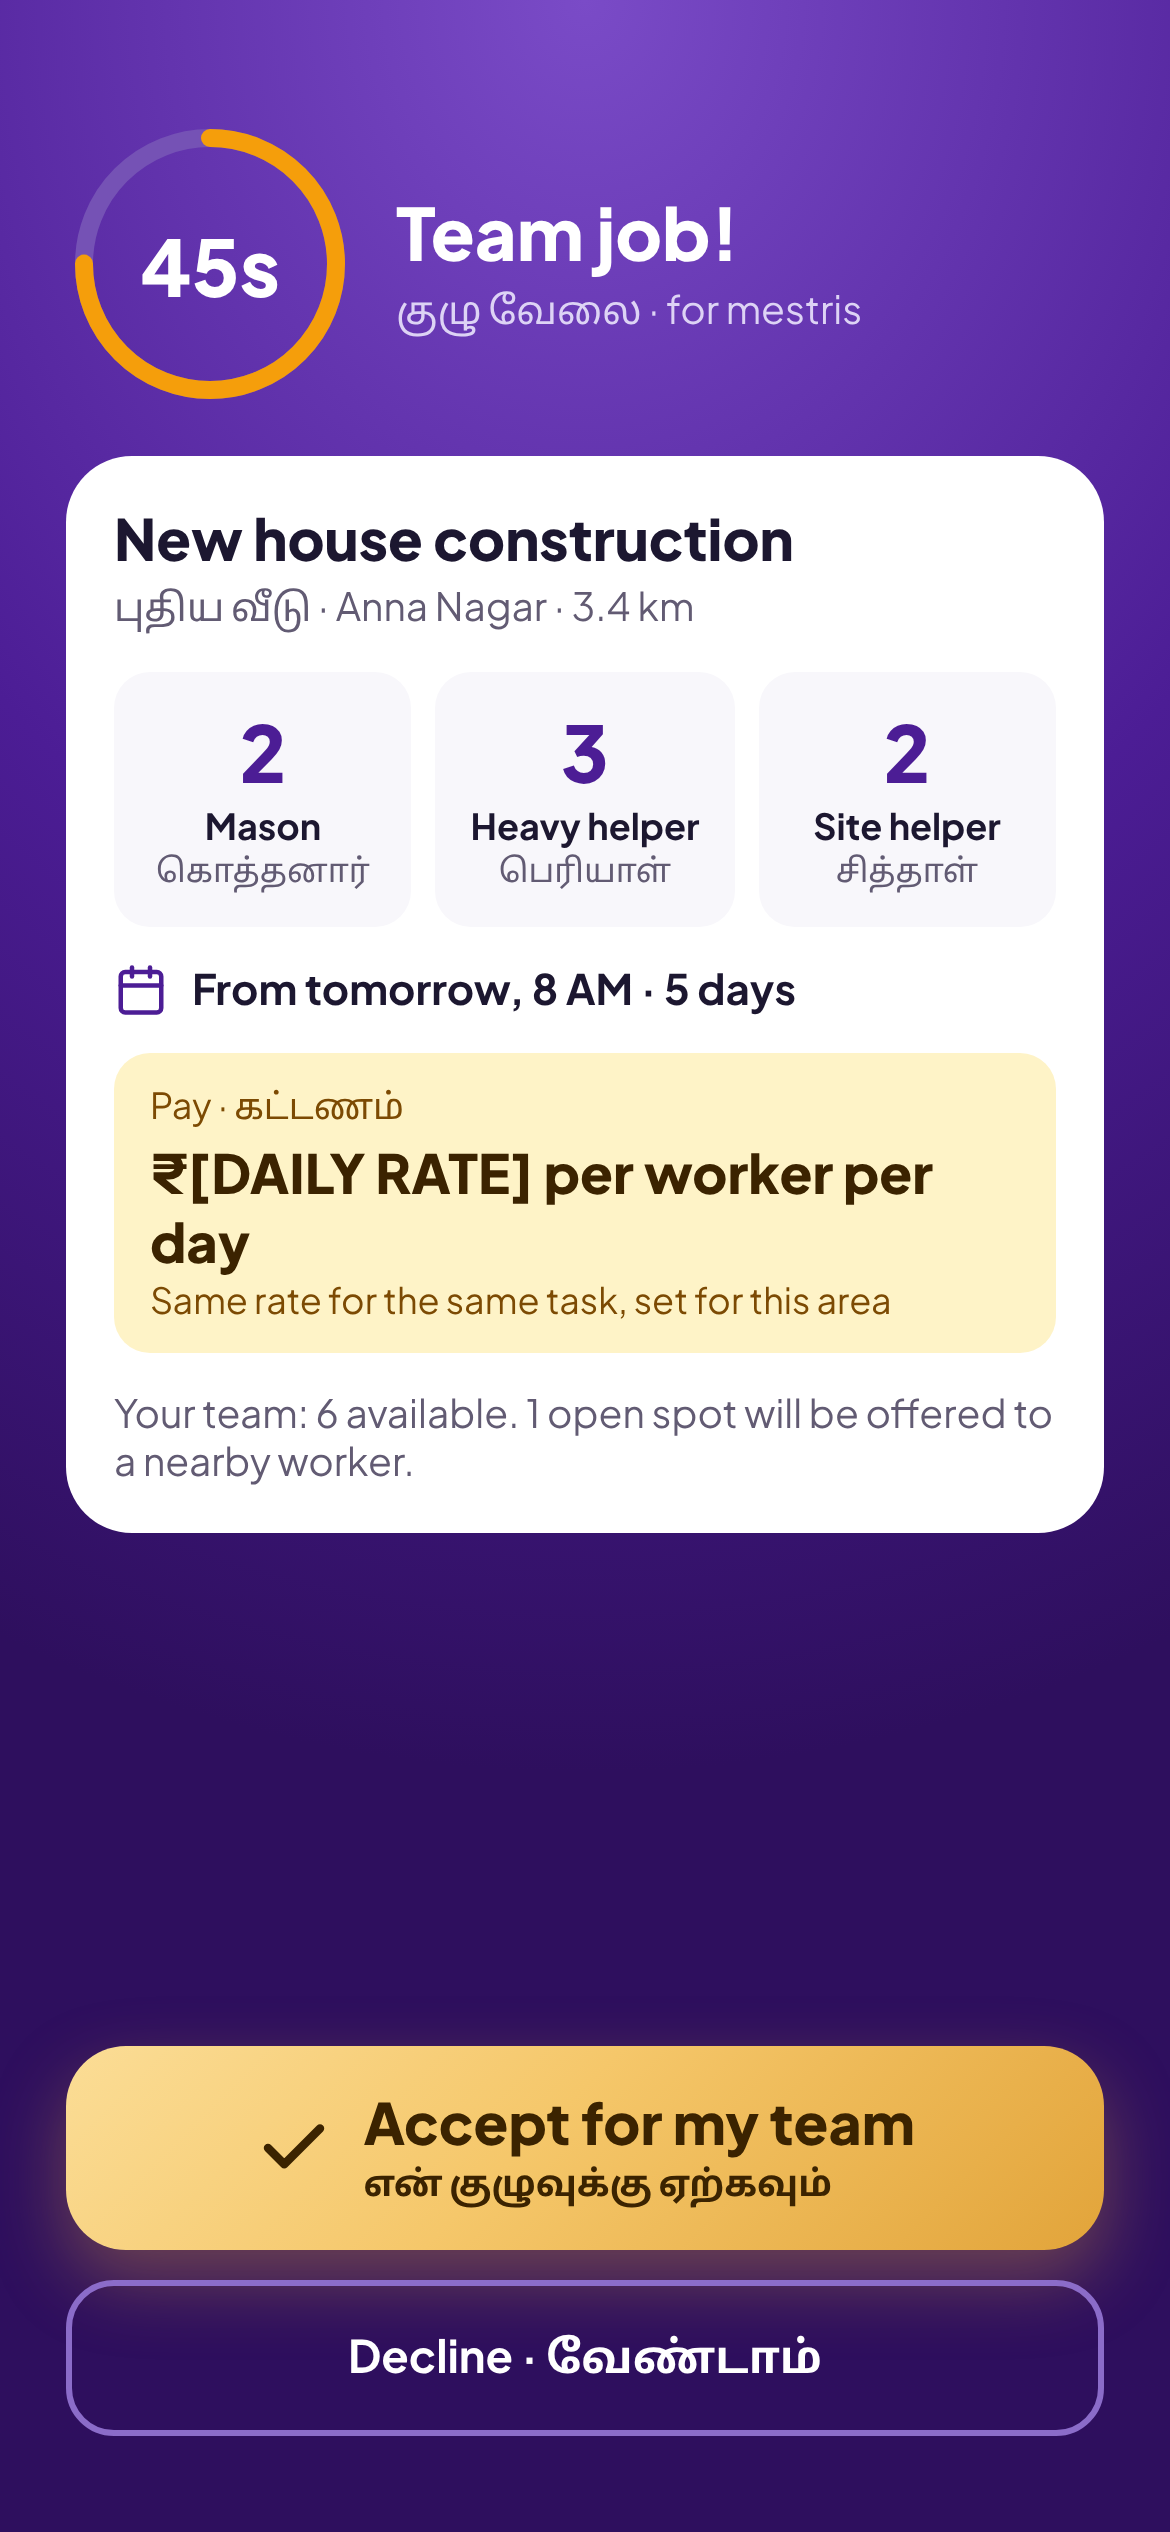 45s
Team job!
குழு வேலை · for mestris
New house construction
புதிய வீடு · Anna Nagar · 3.4 km
2
Mason
கொத்தனார்
3
Heavy helper
பெரியாள்
2
Site helper
சித்தாள்
From tomorrow, 8 AM · 5 days
Pay · கட்டணம்
₹[DAILY RATE] per worker per
day
Same rate for the same task, set for this area
Your team: 6 available. 1 open spot will be offered to
a nearby worker.
Accept for my team
என் குழுவுக்கு ஏற்கவும்
Decline · வேண்டாம்